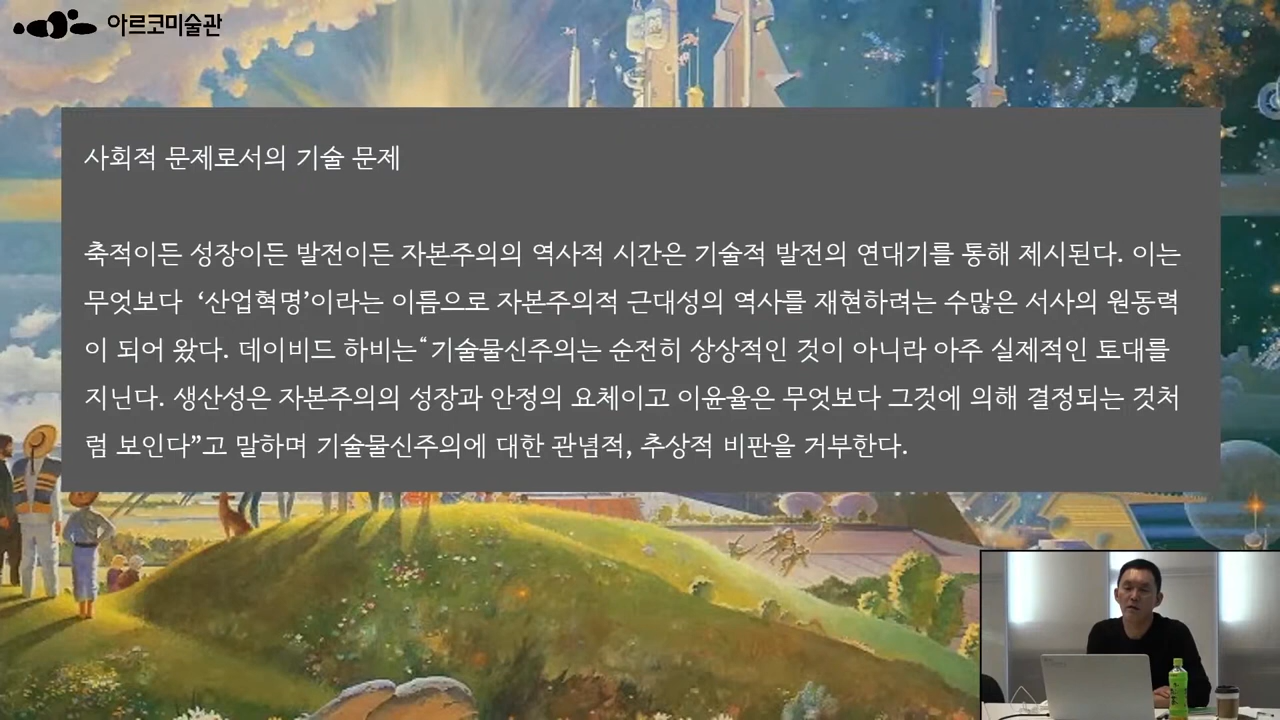 아르코미술관
사회적 문제로서의 기술 문제
축적이든 성장이든 발전이든 자본주의의 역사적 시간은 기술적 발전의 연대기를 통해 제시된다. 이는
무엇보다 ‘산업혁명’이라는 이름으로 자본주의적 근대성의 역사를 재현하려는 수많은 서사의 원동력
이 되어 왔다. 데이비드 하비는“기술물신주의는 순전히 상상적인 것이 아니라 아주 실제적인 토대를
지닌다. 생산성은 자본주의의 성장과 안정의 요체이고 이윤율은 무엇보다 그것에 의해 결정되는 것처
럼 보인다”고 말하며 기술물신주의에 대한 관념적, 추상적 비판을 거부한다.